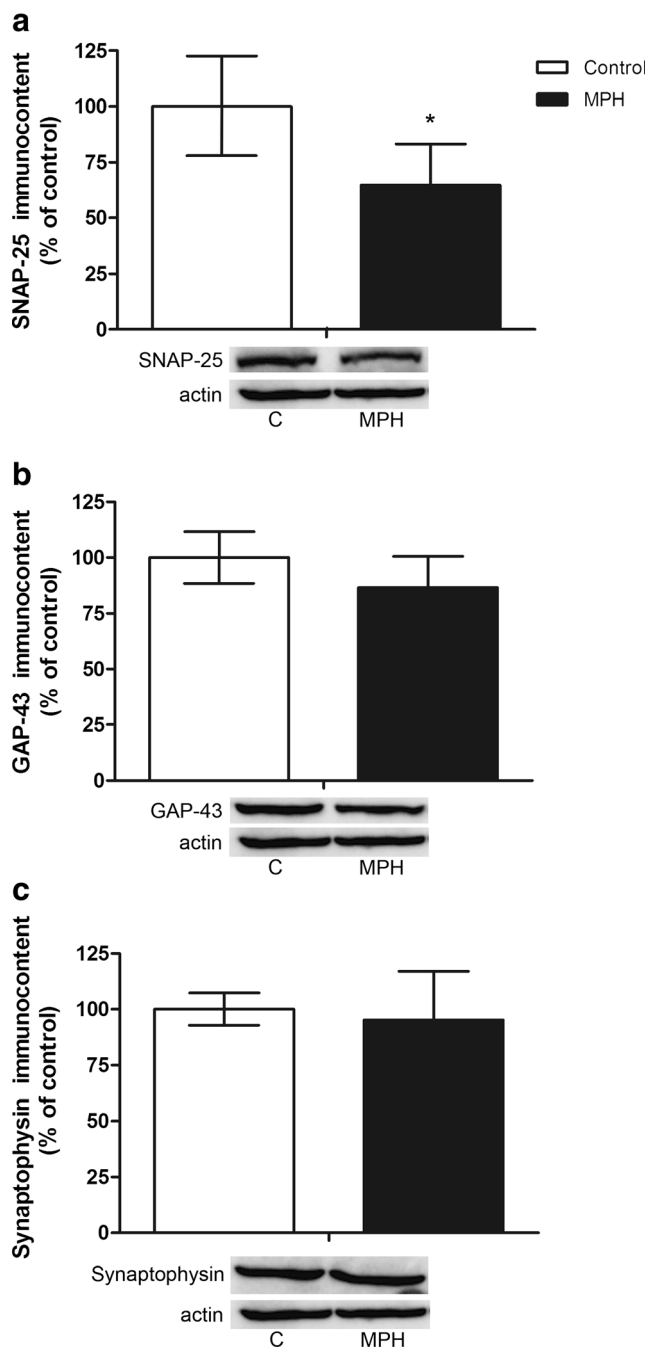 a
SNAP-25 immunocontent
(% of control)
125
100
75
50
25
0
*
Control
MPH
SNAP-25
actin
C MPH
b
GAP-43 immunocontent
(% of control)
125
100
75
50
25
0
GAP-43
actin
C MPH
c
Synaptophysin immunocontent
(% of control)
125
100
75
50
25
0
Synaptophysin
actin
C MPH